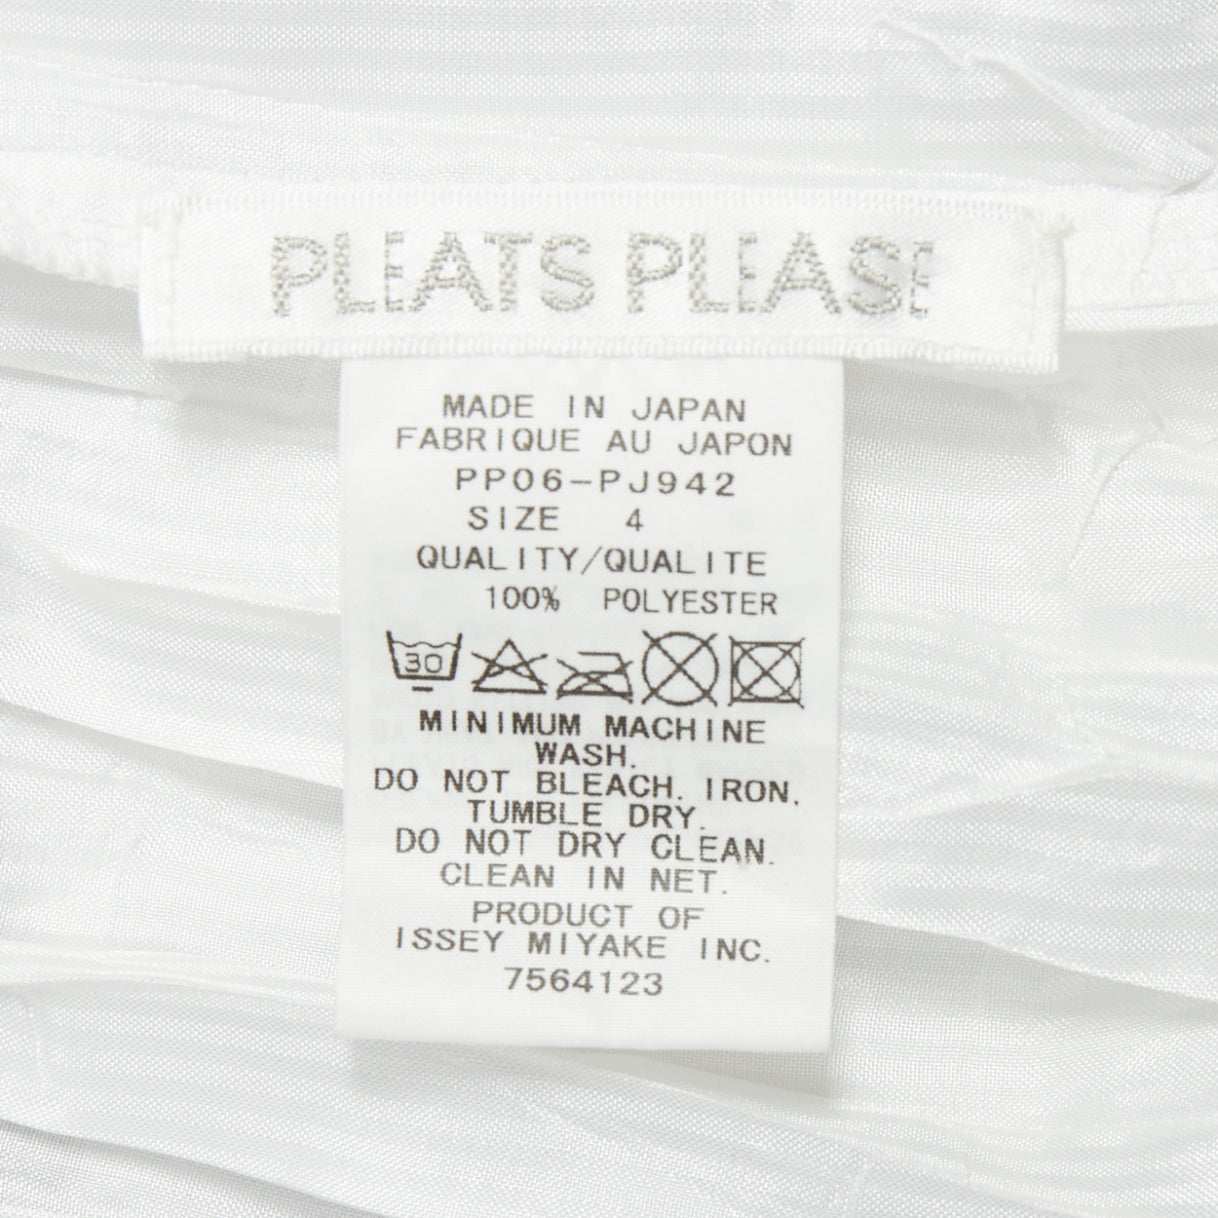 PLEATS PLEASE
MADE IN JAPAN
FABRIQUE AU JAPON
PP06-PJ942
SIZE 4
QUALITY/QUALITE
100% POLYESTER
30
MINIMUM MACHINE
WASH.
DO NOT BLEACH. IRON.
TUMBLE DRY.
DO NOT DRY CLEAN.
CLEAN IN NET.
PRODUCT OF
ISSEY MIYAKE INC.
7564123